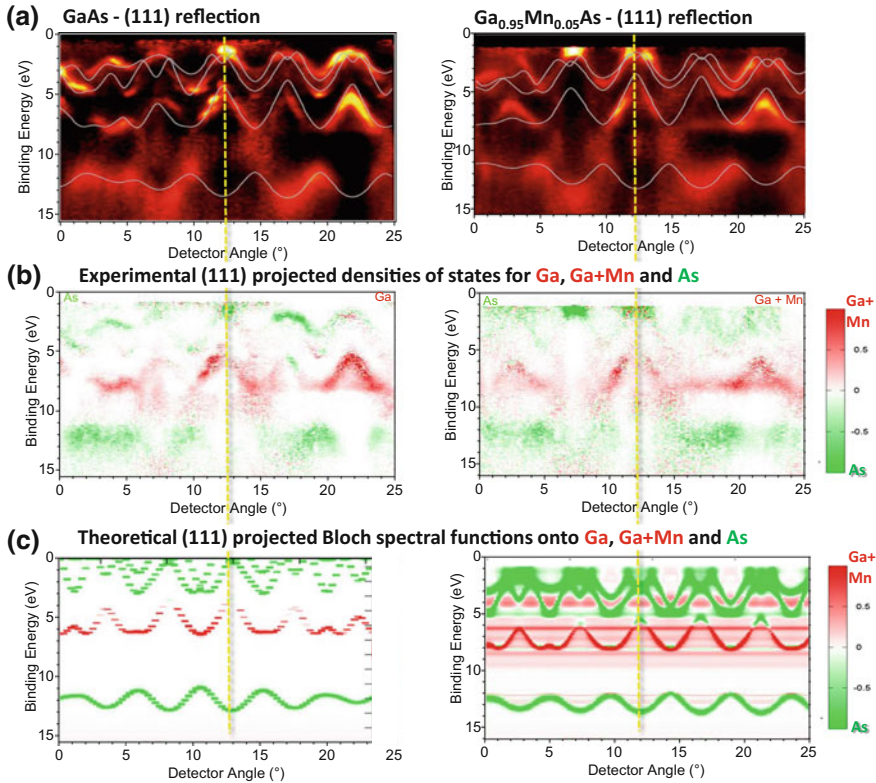 (a) GaAs - (111) reflection
Ga0.95Mn0.05As - (111) reflection
Binding Energy (eV)
0
5
10
15
0 5 10 15 20 25
Detector Angle (°)
Binding Energy (eV)
0
5
10
15
0 5 10 15 20 25
Detector Angle (°)
(b) Experimental (111) projected densities of states for Ga, Ga+Mn and As
As Ga
Binding Energy (eV)
0
5
10
15
0 5 10 15 20 25
Detector Angle (°)
As Ga + Mn
Binding Energy (eV)
0
5
10
15
0 5 10 15 20 25
Detector Angle (°)
Ga+
Mn
0.5
0
-0.5
As
(c) Theoretical (111) projected Bloch spectral functions onto Ga, Ga+Mn and As
Binding Energy (eV)
0
5
10
15
0 5 10 15 20
Detector Angle (°)
Binding Energy (eV)
0
5
10
15
0 5 10 15 20 25
Detector Angle (°)
Ga+
Mn
0.5
0
-0.5
As